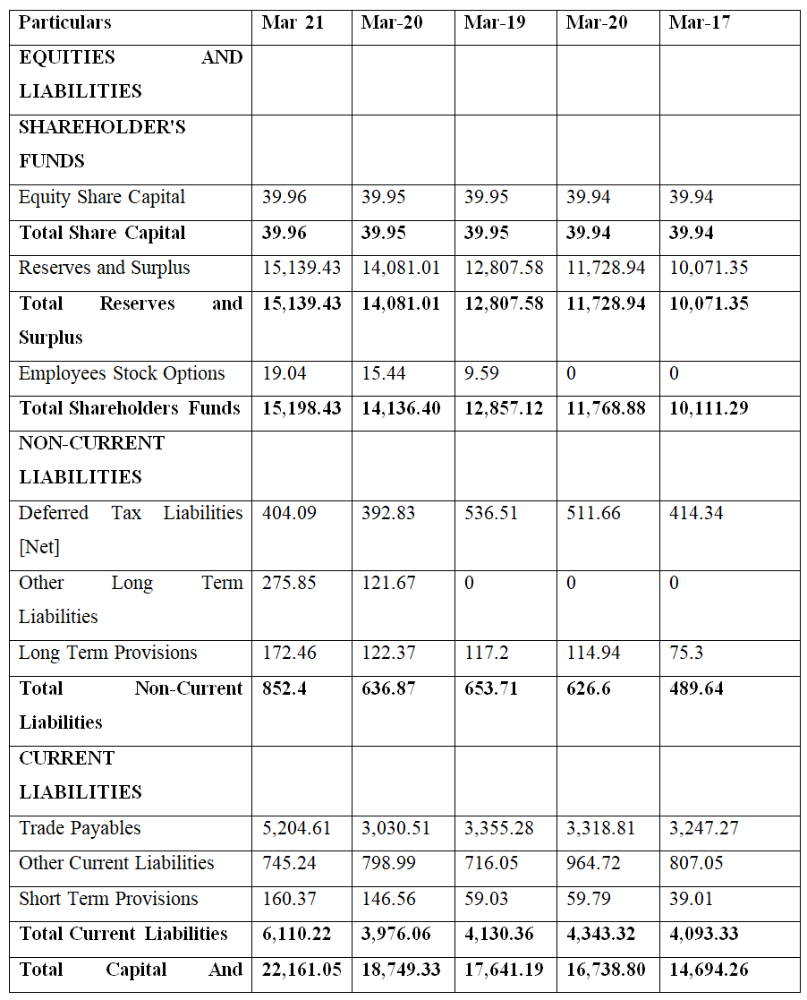 Particulars Mar 21 Mar-20 Mar-19 Mar-20 Mar-17
EQUITIES AND
LIABILITIES
SHAREHOLDER'S
FUNDS
Equity Share Capital 39.96 39.95 39.95 39.94 39.94
Total Share Capital 39.96 39.95 39.95 39.94 39.94
Reserves and Surplus 15,139.43 14,081.01 12,807.58 11,728.94 10,071.35
Total Reserves and 15,139.43 14,081.01 12,807.58 11,728.94 10,071.35
Surplus
Employees Stock Options 19.04 15.44 9.59 0 0
Total Shareholders Funds 15,198.43 14,136.40 12,857.12 11,768.88 10,111.29
NON-CURRENT
LIABILITIES
Deferred Tax Liabilities 404.09 392.83 536.51 511.66 414.34
[Net]
Other Long Term 275.85 121.67 0 0 0
Liabilities
Long Term Provisions 172.46 122.37 117.2 114.94 75.3
Total Non-Current 852.4 636.87 653.71 626.6 489.64
Liabilities
CURRENT
LIABILITIES
Trade Payables 5,204.61 3,030.51 3,355.28 3,318.81 3,247.27
Other Current Liabilities 745.24 798.99 716.05 964.72 807.05
Short Term Provisions 160.37 146.56 59.03 59.79 39.01
Total Current Liabilities 6,110.22 3,976.06 4,130.36 4,343.32 4,093.33
Total Capital And 22,161.05 18,749.33 17,641.19 16,738.80 14,694.26